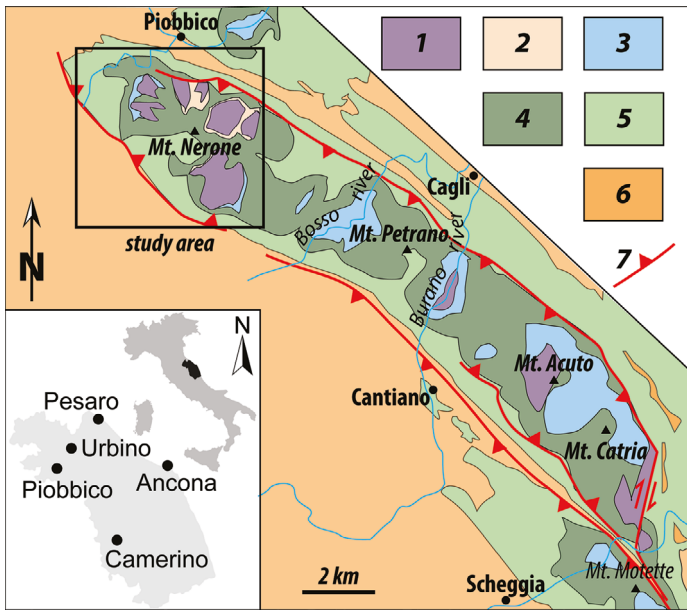 Piobbico
1
2
3
4
5
6
7
Mt. Nerone
study area
Bosso river
Cagli
Mt. Petrano
Burano river
N
Mt. Acuto
Cantiano
Mt. Catria
N
Pesaro
Urbino
Piobbico
Ancona
Camerino
2 km
Scheggia
Mt. Motette